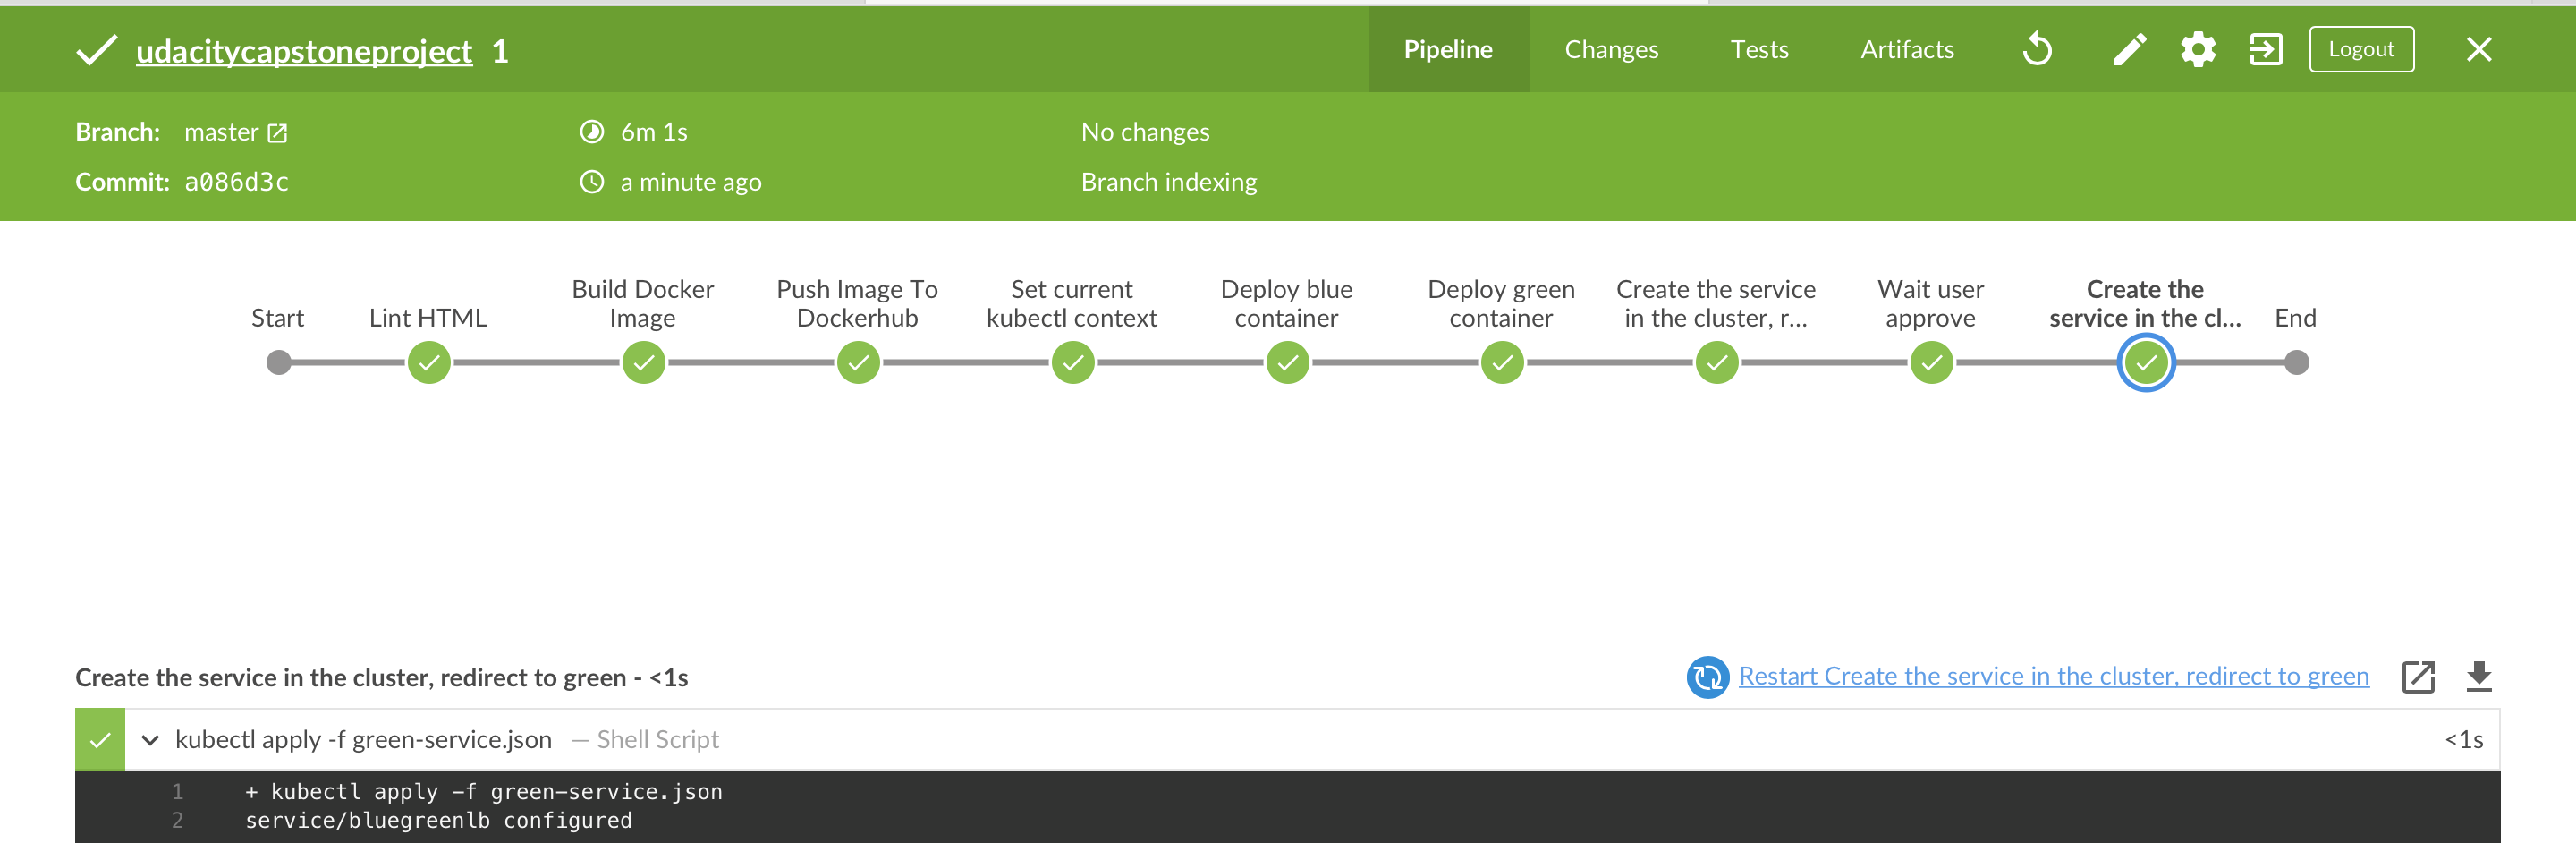 udacitycapstoneproject 1
Pipeline
Changes
Tests
Artifacts
Logout
Branch: master
6m 1s
No changes
Commit: a086d3c
a minute ago
Branch indexing
Start
Lint HTML
Build Docker
Image
Push Image To
Dockerhub
Set current
kubectl context
Deploy blue
container
Deploy green
container
Create the service
in the cluster, r...
Wait user
approve
Create the
service in the cl...
End
Create the service in the cluster, redirect to green - <1s
Restart Create the service in the cluster, redirect to green
kubectl apply -f green-service.json — Shell Script
<1s
1 + kubectl apply -f green-service.json
2 service/bluegreenlb configured